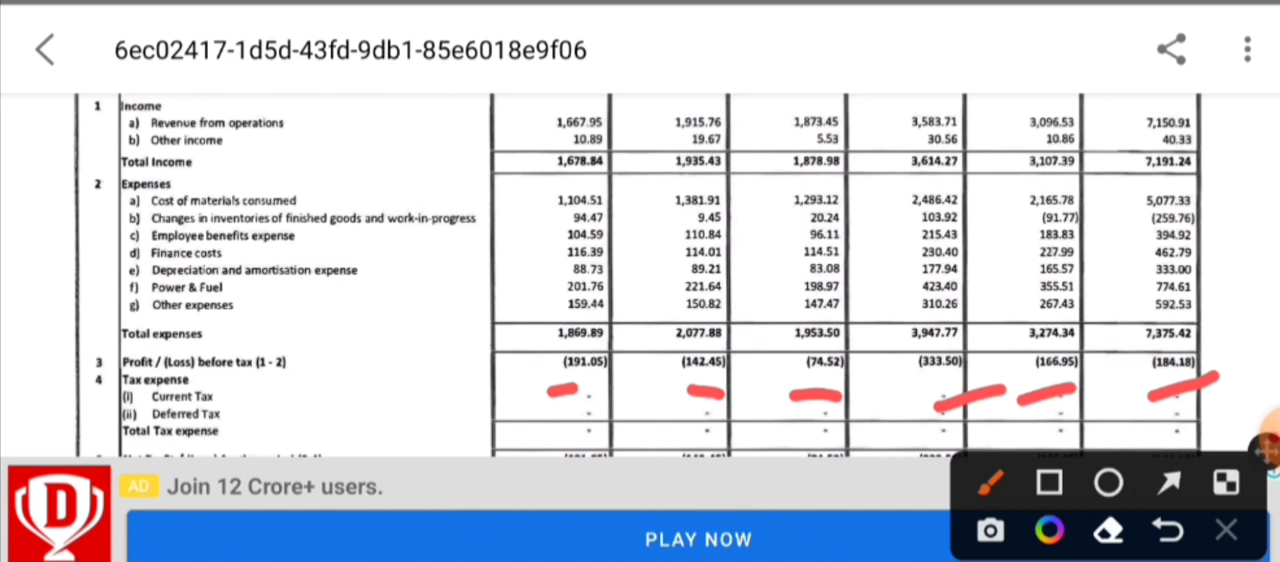 6ec02417-1d5d-43fd-9db1-85e6018e9f06
1 Income
a) Revenue from operations 1,667.95 1,915.76 1,873.45 3,583.71 3,096.53 7,150.91
b) Other income 10.89 19.67 5.53 30.56 10.86 40.33
Total Income 1,678.84 1,935.43 1,878.98 3,614.27 3,107.39 7,191.24
2 Expenses
a) Cost of materials consumed 1,104.51 1,381.91 1,293.12 2,486.42 2,165.78 5,077.33
b) Changes in inventories of finished goods and work-in-progress 94.47 9.45 20.24 103.92 (91.77) (259.76)
c) Employee benefits expense 104.59 110.84 96.11 215.43 183.83 394.92
d) Finance costs 116.39 114.01 114.51 230.40 227.99 462.79
e) Depreciation and amortisation expense 88.73 89.21 83.08 177.94 165.57 333.00
f) Power & Fuel 201.76 221.64 198.97 423.40 355.51 774.61
g) Other expenses 159.44 150.82 147.47 310.26 267.43 592.53
Total expenses 1,869.89 2,077.88 1,953.50 3,947.77 3,274.34 7,375.42
3 Profit / (Loss) before tax (1 - 2) (191.05) (142.45) (74.52) (333.50) (166.95) (184.18)
4 Tax expense
(i) Current Tax - - - -
(ii) Deferred Tax - - - - - -
Total Tax expense - - - - - -
AD Join 12 Crore+ users.
D
PLAY NOW